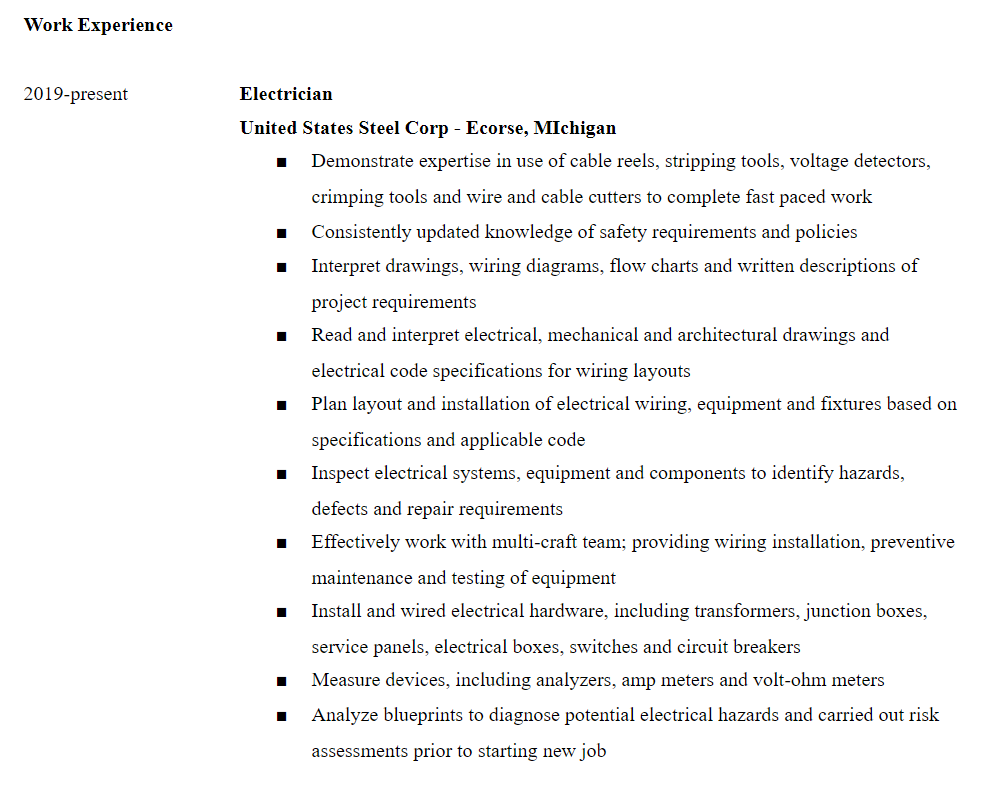 Work Experience
2019-present
Electrician
United States Steel Corp - Ecorse, MIchigan
■ Demonstrate expertise in use of cable reels, stripping tools, voltage detectors,
crimping tools and wire and cable cutters to complete fast paced work
■ Consistently updated knowledge of safety requirements and policies
■ Interpret drawings, wiring diagrams, flow charts and written descriptions of
project requirements
■ Read and interpret electrical, mechanical and architectural drawings and
electrical code specifications for wiring layouts
■ Plan layout and installation of electrical wiring, equipment and fixtures based on
specifications and applicable code
■ Inspect electrical systems, equipment and components to identify hazards,
defects and repair requirements
■ Effectively work with multi-craft team; providing wiring installation, preventive
maintenance and testing of equipment
■ Install and wired electrical hardware, including transformers, junction boxes,
service panels, electrical boxes, switches and circuit breakers
■ Measure devices, including analyzers, amp meters and volt-ohm meters
■ Analyze blueprints to diagnose potential electrical hazards and carried out risk
assessments prior to starting new job